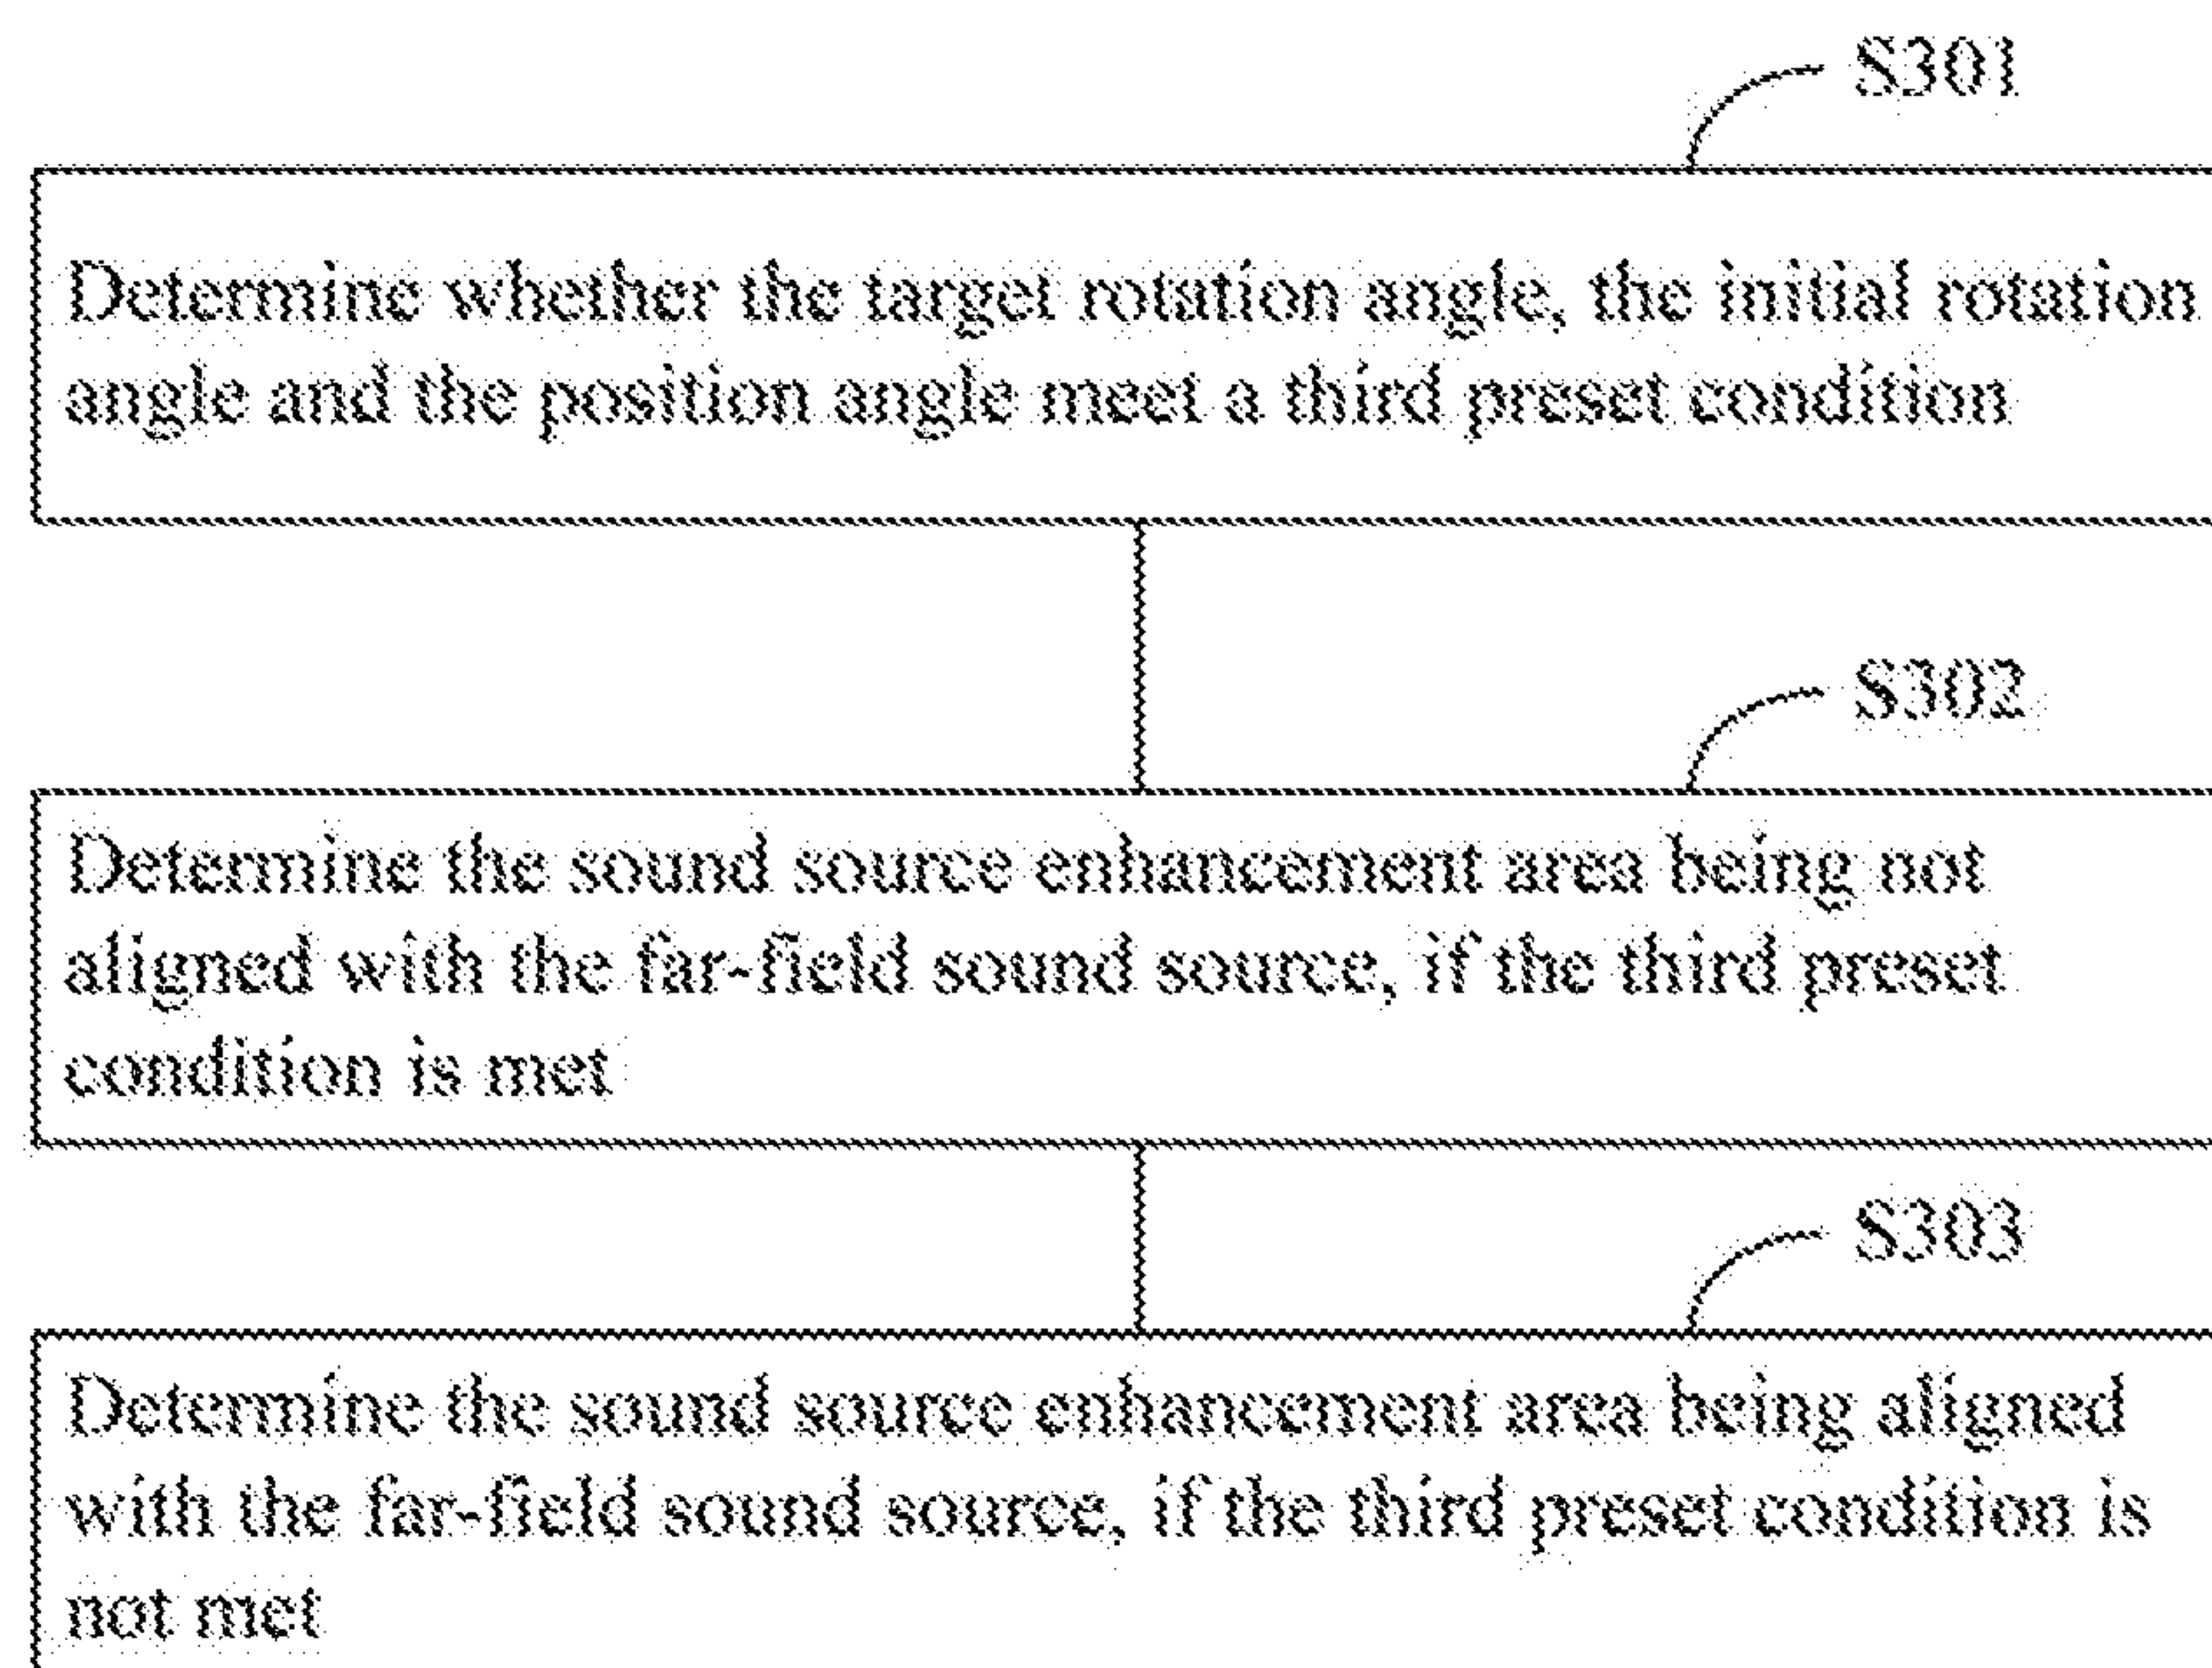 S301
Determine whether the target rotation angle, the initial rotation
angle and the position angle meet a third preset condition
S302
Determine the sound source enhancement area being not
aligned with the far-field sound source, if the third preset
condition is met
S303
Determine the sound source enhancement area being aligned
with the far-field sound source, if the third preset condition is
not met